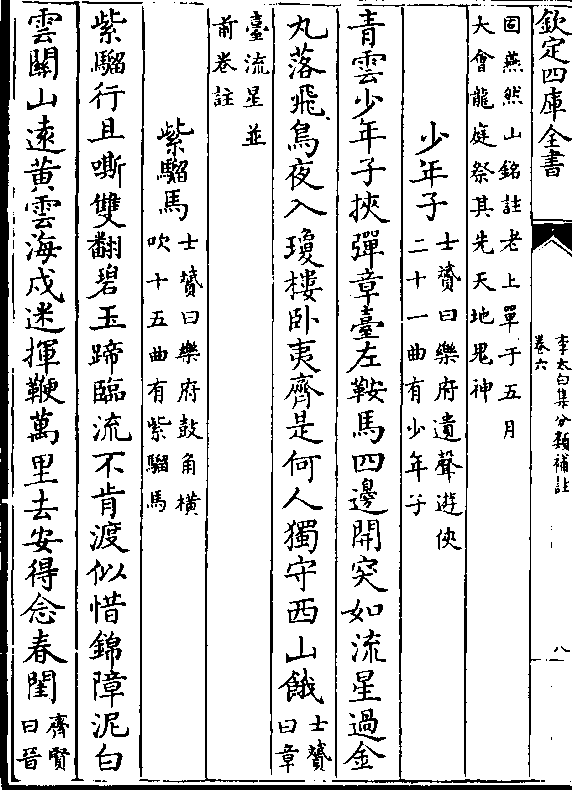 欽定四庫全書
李太白集分類補註
卷六
八
固燕然山銘註老上單于五月
大會龍庭祭其先天地鬼神
少年子
士贇曰樂府遺聲遊俠
二十一曲有少年子
青雲少年子挾彈章臺左鞍馬四邊開突如流星過金
丸落飛鳥夜入瓊樓卧夷齊是何人獨守西山餓
士贇
曰章
臺流星並
前卷註
紫騮馬
士贇曰樂府鼓角橫
吹十五曲有紫騮馬
紫騮行且嘶雙翻碧玉蹄臨流不肯渡似惜錦障泥白
雲關山遠黃雲海戍迷揮鞭萬里去安得念春閨
齊賢
曰晉